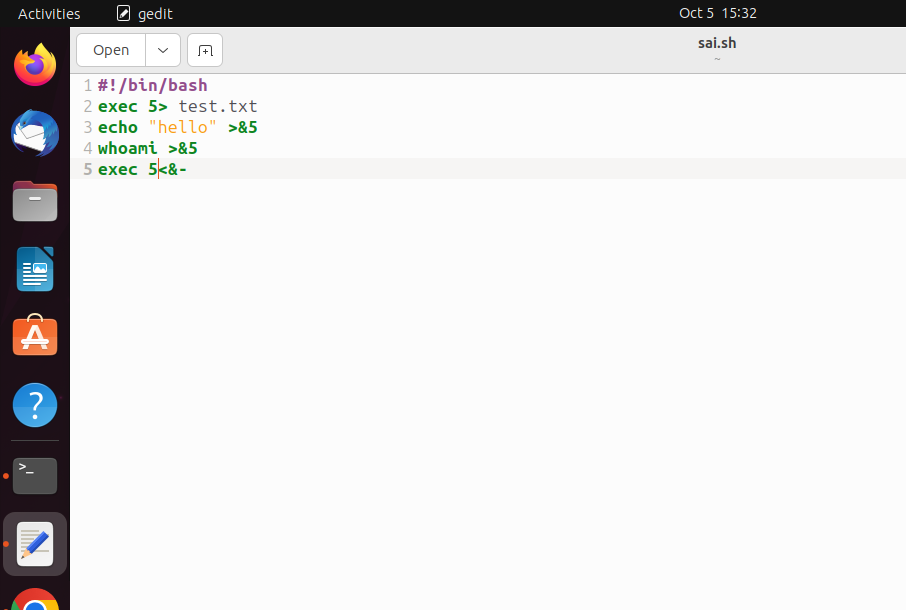 Activities gedit Oct 5 15:32
Open sai.sh
~
1 #!/bin/bash
2 exec 5> test.txt
3 echo "hello" >&5
4 whoami >&5
5 exec 5<&-
>_
?